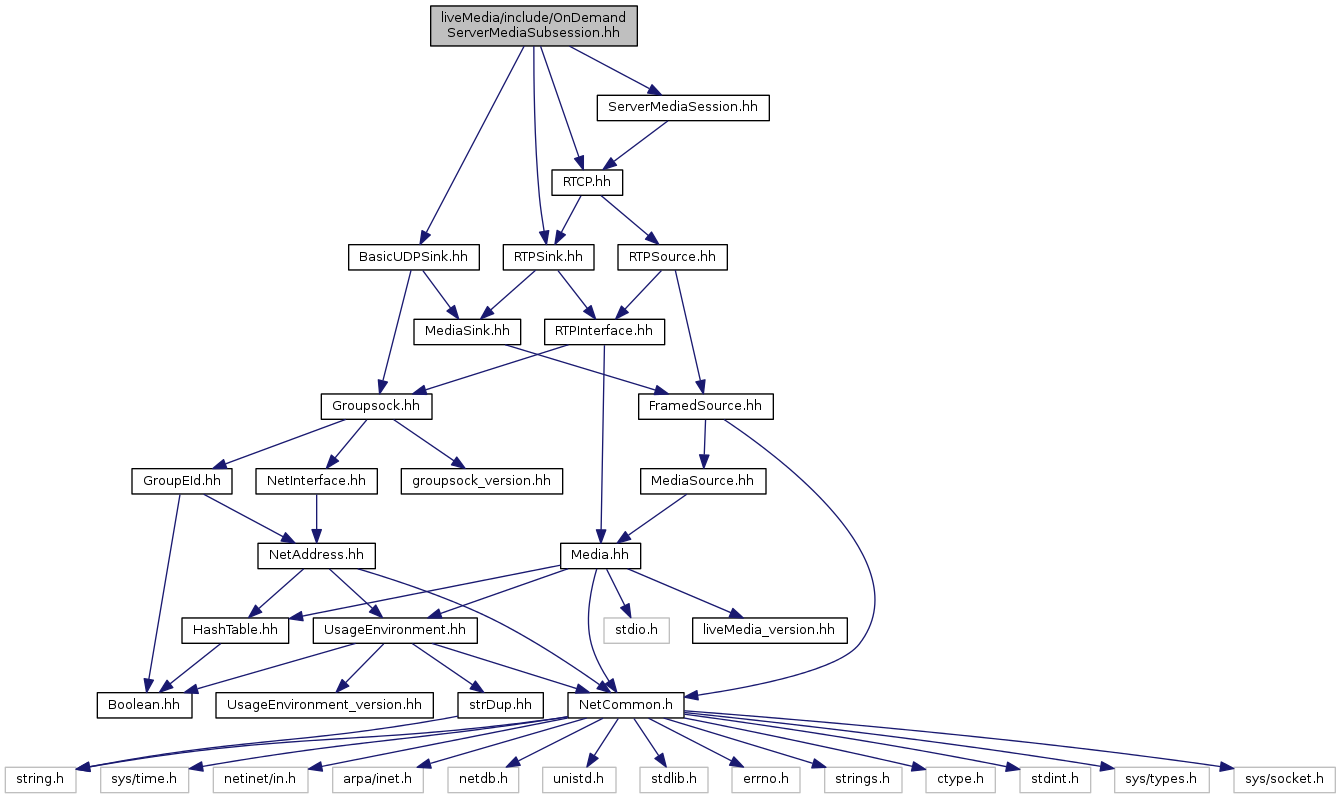 liveMedia/include/OnDemand
ServerMediaSubsession.hh
ServerMediaSession.hh
RTCP.hh
BasicUDPSink.hh
RTPSink.hh
RTPSource.hh
MediaSink.hh
RTPInterface.hh
Groupsock.hh
FramedSource.hh
GroupEId.hh
NetInterface.hh
groupsock_version.hh
MediaSource.hh
NetAddress.hh
Media.hh
HashTable.hh
UsageEnvironment.hh
stdio.h
liveMedia_version.hh
Boolean.hh
UsageEnvironment_version.hh
strDup.hh
NetCommon.h
string.h
sys/time.h
netinet/in.h
arpa/inet.h
netdb.h
unistd.h
stdlib.h
errno.h
strings.h
ctype.h
stdint.h
sys/types.h
sys/socket.h